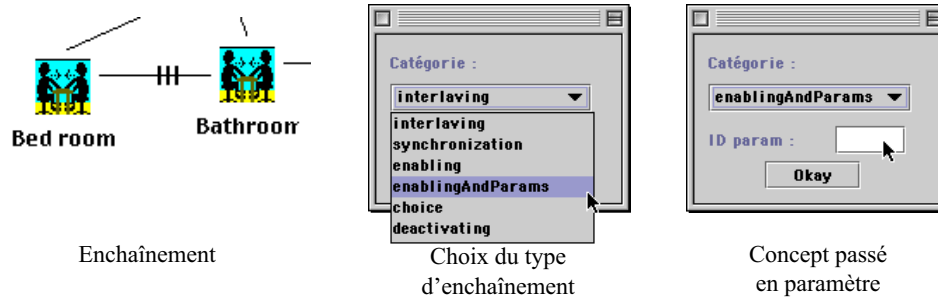 Bed room
Bathroom
Enchaînement
Catégorie :
interlaving
interlaving
synchronization
enabling
enablingAndParams
choice
deactivating
Choix du type
d’enchaînement
Catégorie :
enablingAndParams
ID param :
Okay
Concept passé
en paramètre